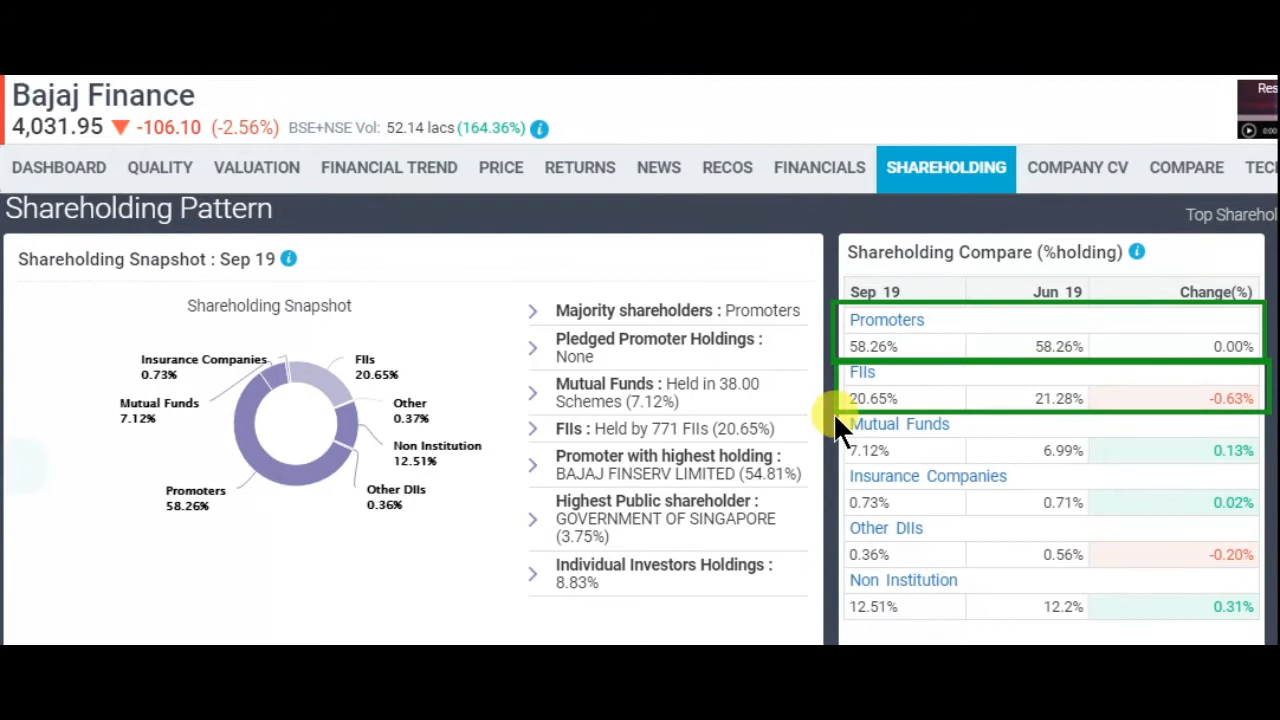 Bajaj Finance
4,031.95 ▼ -106.10 (-2.56%) BSE+NSE Vol: 52.14 lacs (164.36%)
Res
DASHBOARD QUALITY VALUATION FINANCIAL TREND PRICE RETURNS NEWS RECOS FINANCIALS SHAREHOLDING COMPANY CV COMPARE TECH
Shareholding Pattern
Top Sharehol
Shareholding Snapshot : Sep 19
Shareholding Snapshot
Insurance Companies
0.73%
FIIs
20.65%
Mutual Funds
7.12%
Other
0.37%
Non Institution
12.51%
Promoters
58.26%
Other DIIs
0.36%
Majority shareholders : Promoters
Pledged Promoter Holdings :
None
Mutual Funds : Held in 38.00
Schemes (7.12%)
FIIs : Held by 771 FIIs (20.65%)
Promoter with highest holding :
BAJAJ FINSERV LIMITED (54.81%)
Highest Public shareholder :
GOVERNMENT OF SINGAPORE
(3.75%)
Individual Investors Holdings :
8.83%
Shareholding Compare (%holding)
Sep 19 Jun 19 Change(%)
Promoters
58.26% 58.26% 0.00%
FIIs
20.65% 21.28% -0.63%
Mutual Funds
7.12% 6.99% 0.13%
Insurance Companies
0.73% 0.71% 0.02%
Other DIIs
0.36% 0.56% -0.20%
Non Institution
12.51% 12.2% 0.31%